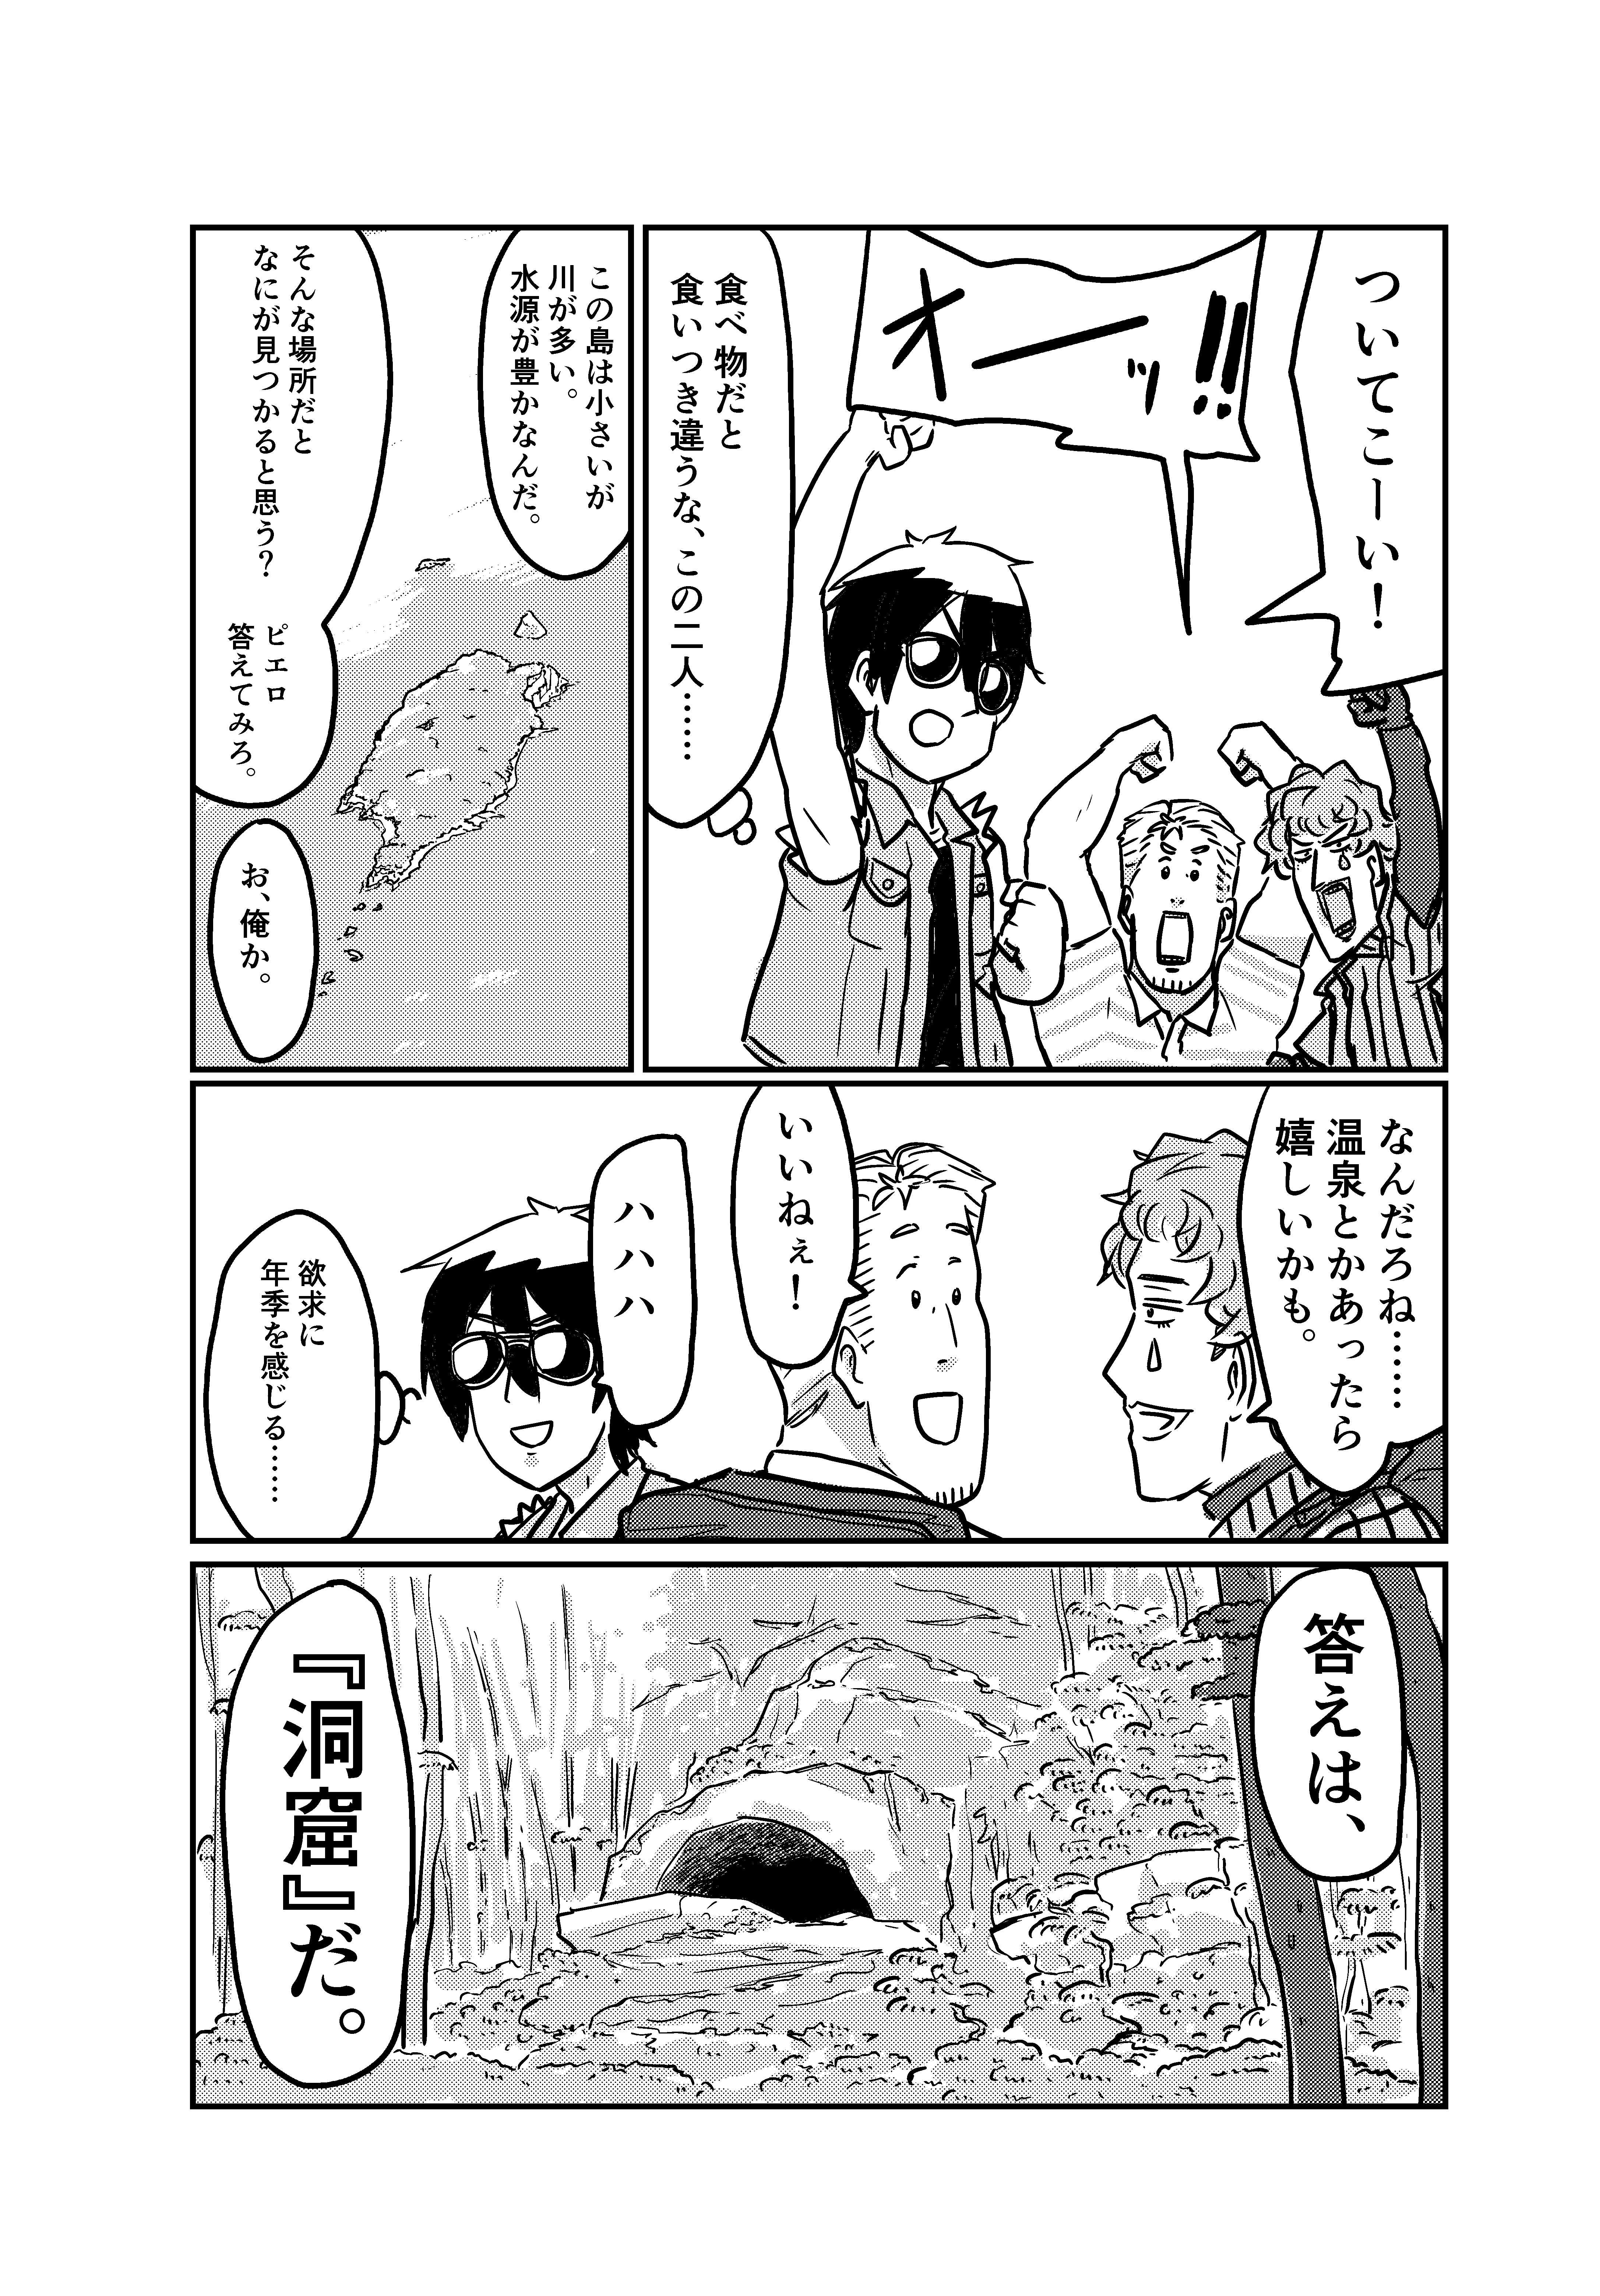 ついてこーい！
オーッ!!
食べ物だと
食いつき違うな、この二人……
この島は小さいが
川が多い。
水源が豊かなんだ。
そんな場所だと
なにが見つかると思う？
ピエロ
答えてみろ。
お、俺か。
なんだろね……
温泉とかあったら
嬉しいかも。
いいねぇ！
ハハハ
欲求に
年季を感じる……
答えは、
『洞窟』だ。